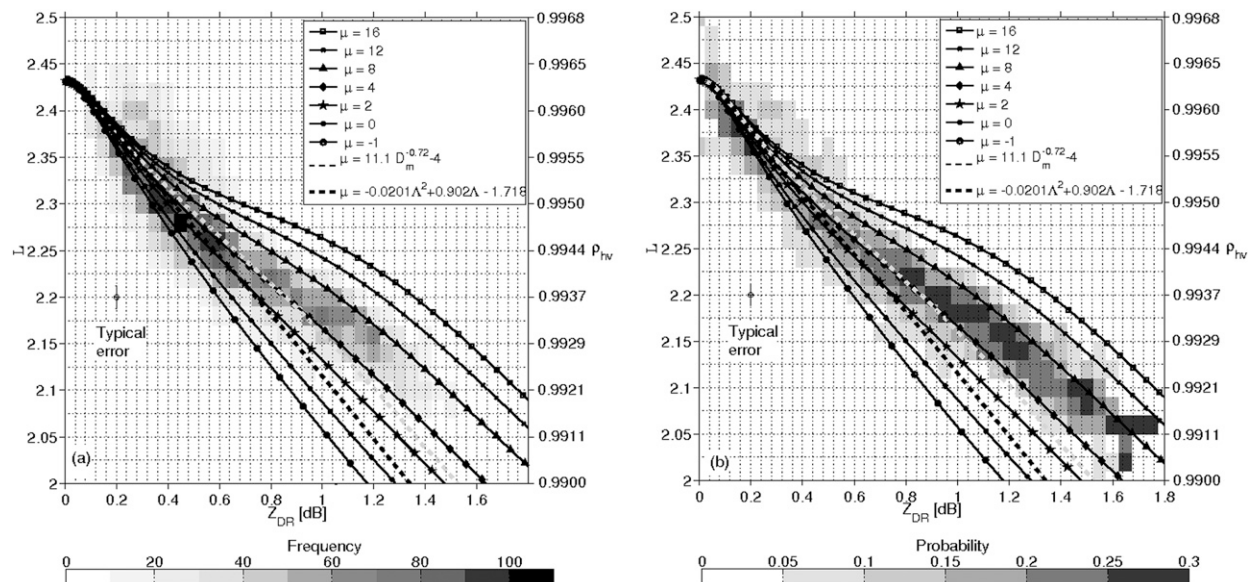 2.5
2.45
2.4
2.35
2.3
2.25
2.2
2.15
2.1
2.05
2
L
0.9968
0.9965
0.9960
0.9955
0.9950
0.9944
0.9937
0.9929
0.9921
0.9911
0.9900
ρhv
μ = 16
μ = 12
μ = 8
μ = 4
μ = 2
μ = 0
μ = -1
μ = 11.1 Dm^-0.72-4
μ = -0.0201Λ²+0.902Λ - 1.718
Typical
error
(a)
0 0.2 0.4 0.6 0.8 1 1.2 1.4 1.6
ZDR [dB]
Frequency
0 20 40 60 80 100
2.5
2.45
2.4
2.35
2.3
2.25
2.2
2.15
2.1
2.05
2
0.9968
0.9965
0.9960
0.9955
0.9950
0.9944
0.9937
0.9929
0.9921
0.9911
0.9900
ρhv
μ = 16
μ = 12
μ = 8
μ = 4
μ = 2
μ = 0
μ = -1
μ = 11.1 Dm^-0.72-4
μ = -0.0201Λ²+0.902Λ - 1.718
Typical
error
(b)
0 0.2 0.4 0.6 0.8 1 1.2 1.4 1.6 1.8
ZDR [dB]
Probability
0 0.05 0.1 0.15 0.2 0.25 0.3